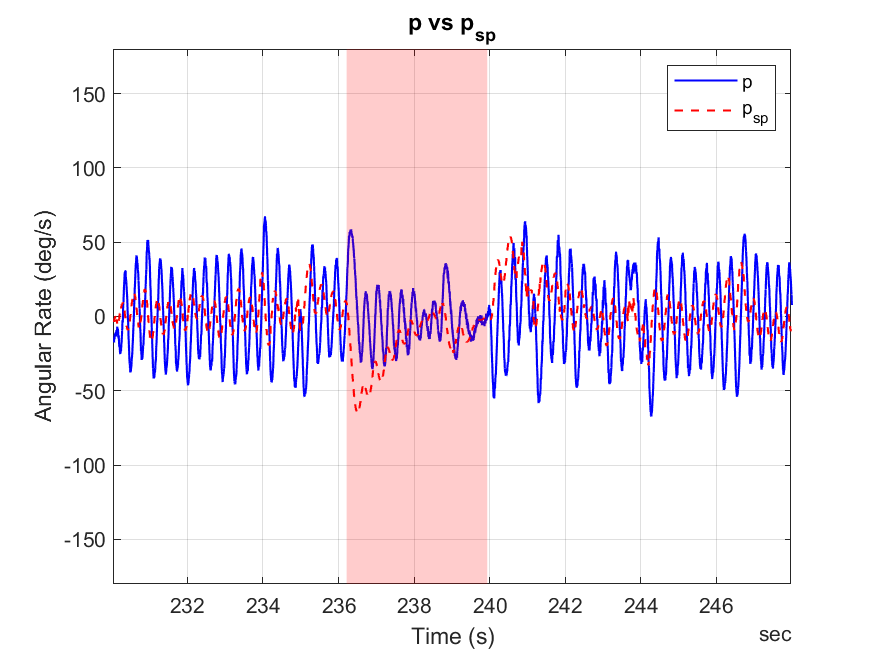 p vs p_sp
p
p_sp
Angular Rate (deg/s)
150
100
50
0
-50
-100
-150
232
234
236
238
240
242
244
246
Time (s)
sec